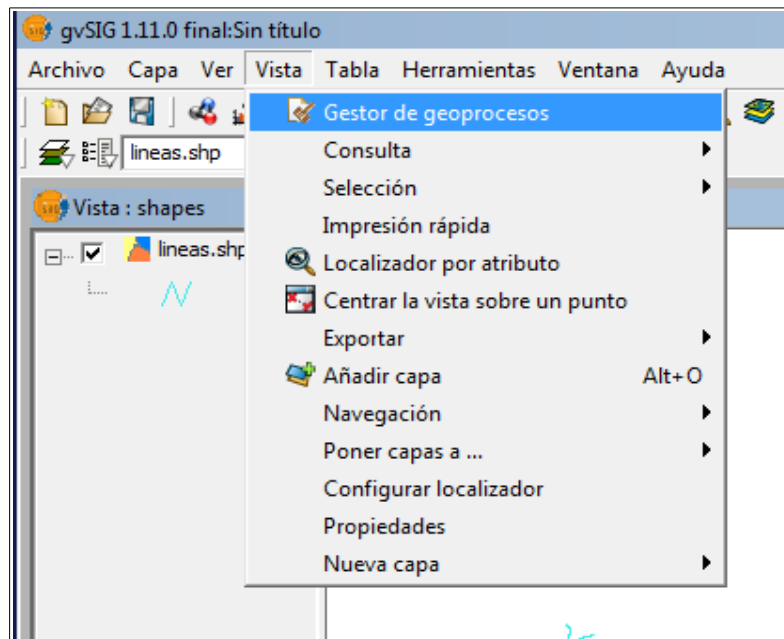 gvSIG 1.11.0 final:Sin título
Archivo Capa Ver Vista Tabla Herramientas Ventana Ayuda
lineas.shp
Vista : shapes
lineas.shp
Gestor de geoprocesos
Consulta
Selección
Impresión rápida
Localizador por atributo
Centrar la vista sobre un punto
Exportar
Añadir capa Alt+O
Navegación
Poner capas a ...
Configurar localizador
Propiedades
Nueva capa